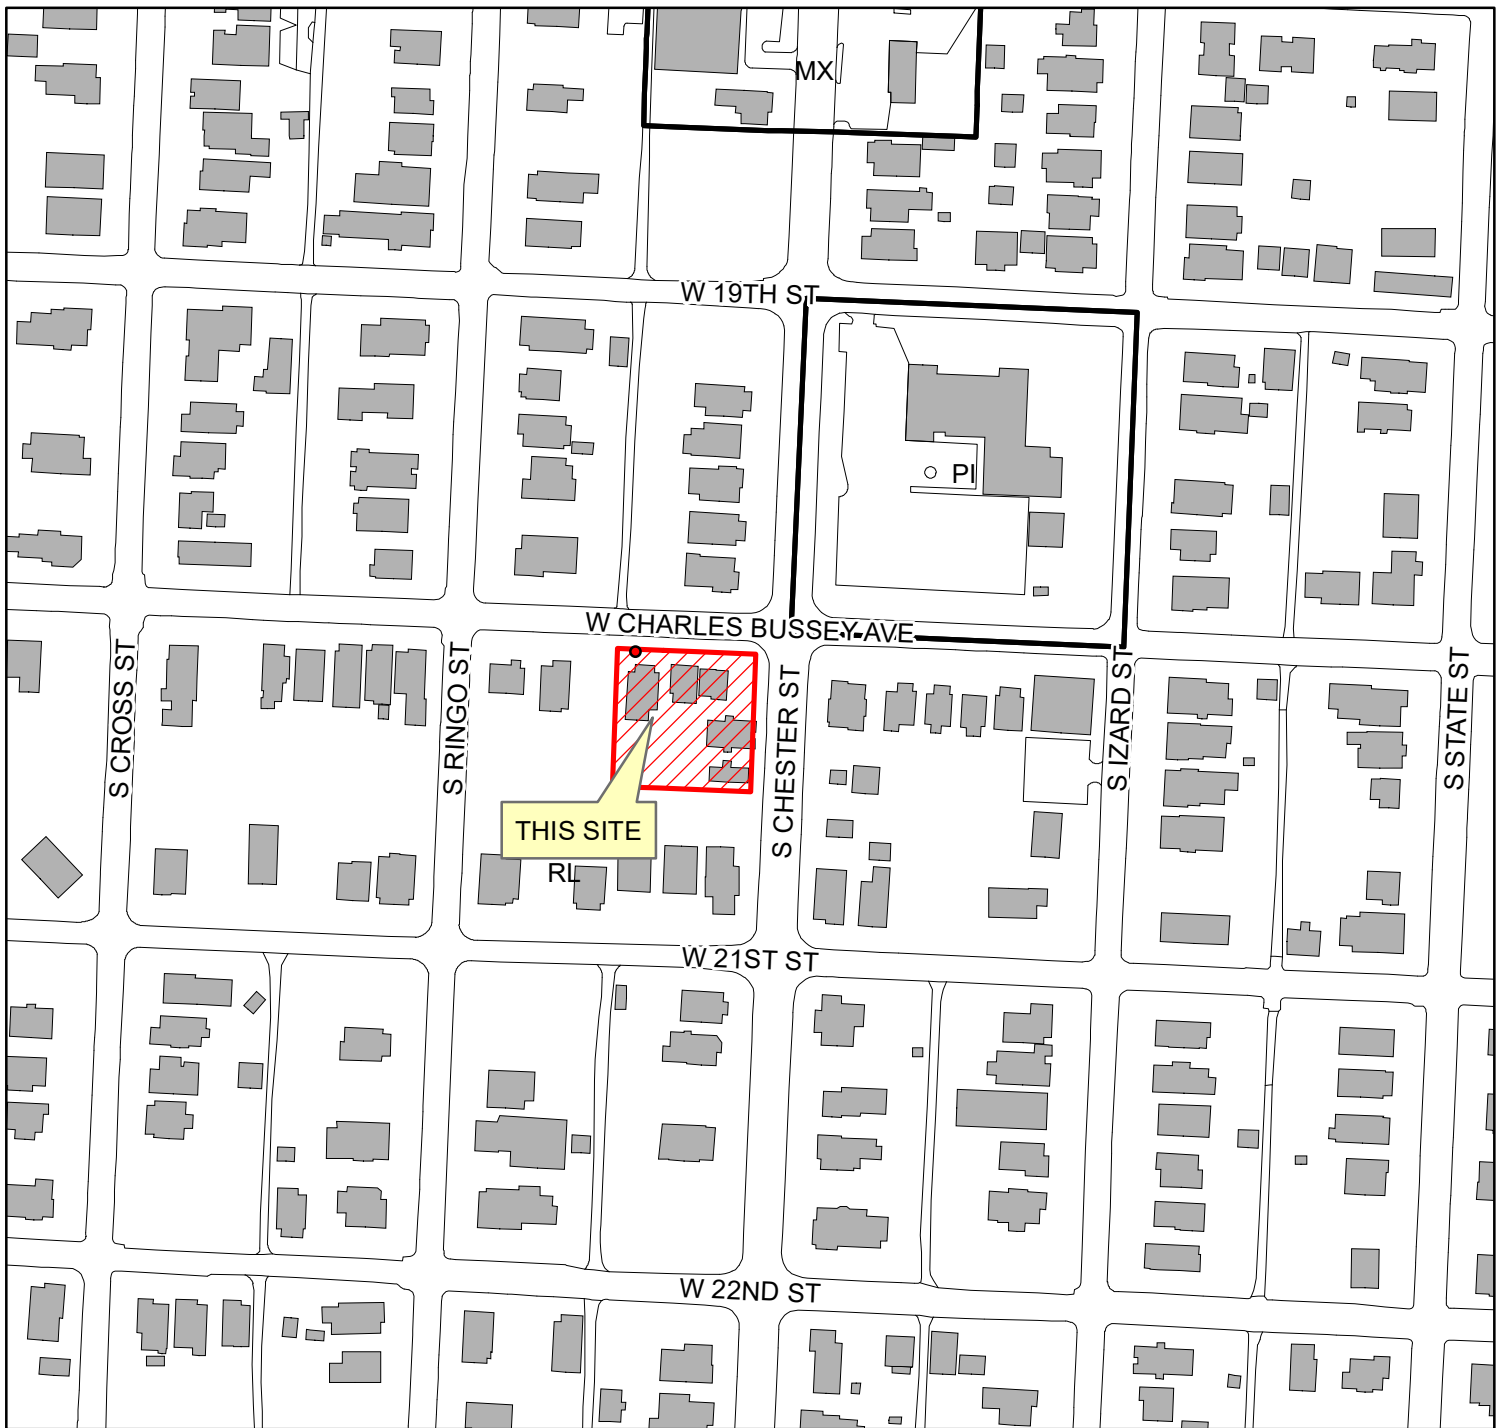 MX
W 19TH ST
PI
W CHARLES BUSSEY AVE
S CROSS ST
S RINGO ST
S CHESTER ST
S IZARD ST
S STATE ST
THIS SITE
RL
W 21ST ST
W 22ND ST